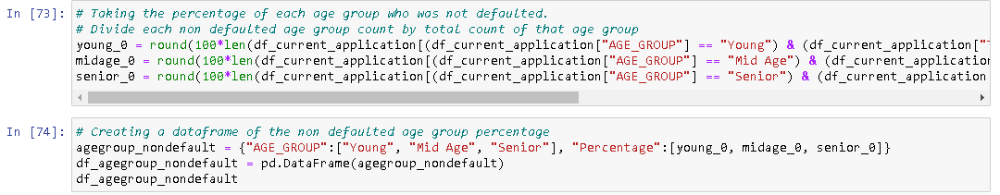 In [73]: # Taking the percentage of each age group who was not defaulted.
# Divide each non defaulted age group count by total count of that age group
young_0 = round(100*len(df_current_application[(df_current_application["AGE_GROUP"] == "Young") & (df_current_application["
midage_0 = round(100*len(df_current_application[(df_current_application["AGE_GROUP"] == "Mid Age") & (df_current_application
senior_0 = round(100*len(df_current_application[(df_current_application["AGE_GROUP"] == "Senior") & (df_current_application
In [74]: # Creating a dataframe of the non defaulted age group percentage
agegroup_nondefault = {"AGE_GROUP":["Young", "Mid Age", "Senior"], "Percentage":[young_0, midage_0, senior_0]}
df_agegroup_nondefault = pd.DataFrame(agegroup_nondefault)
df_agegroup_nondefault